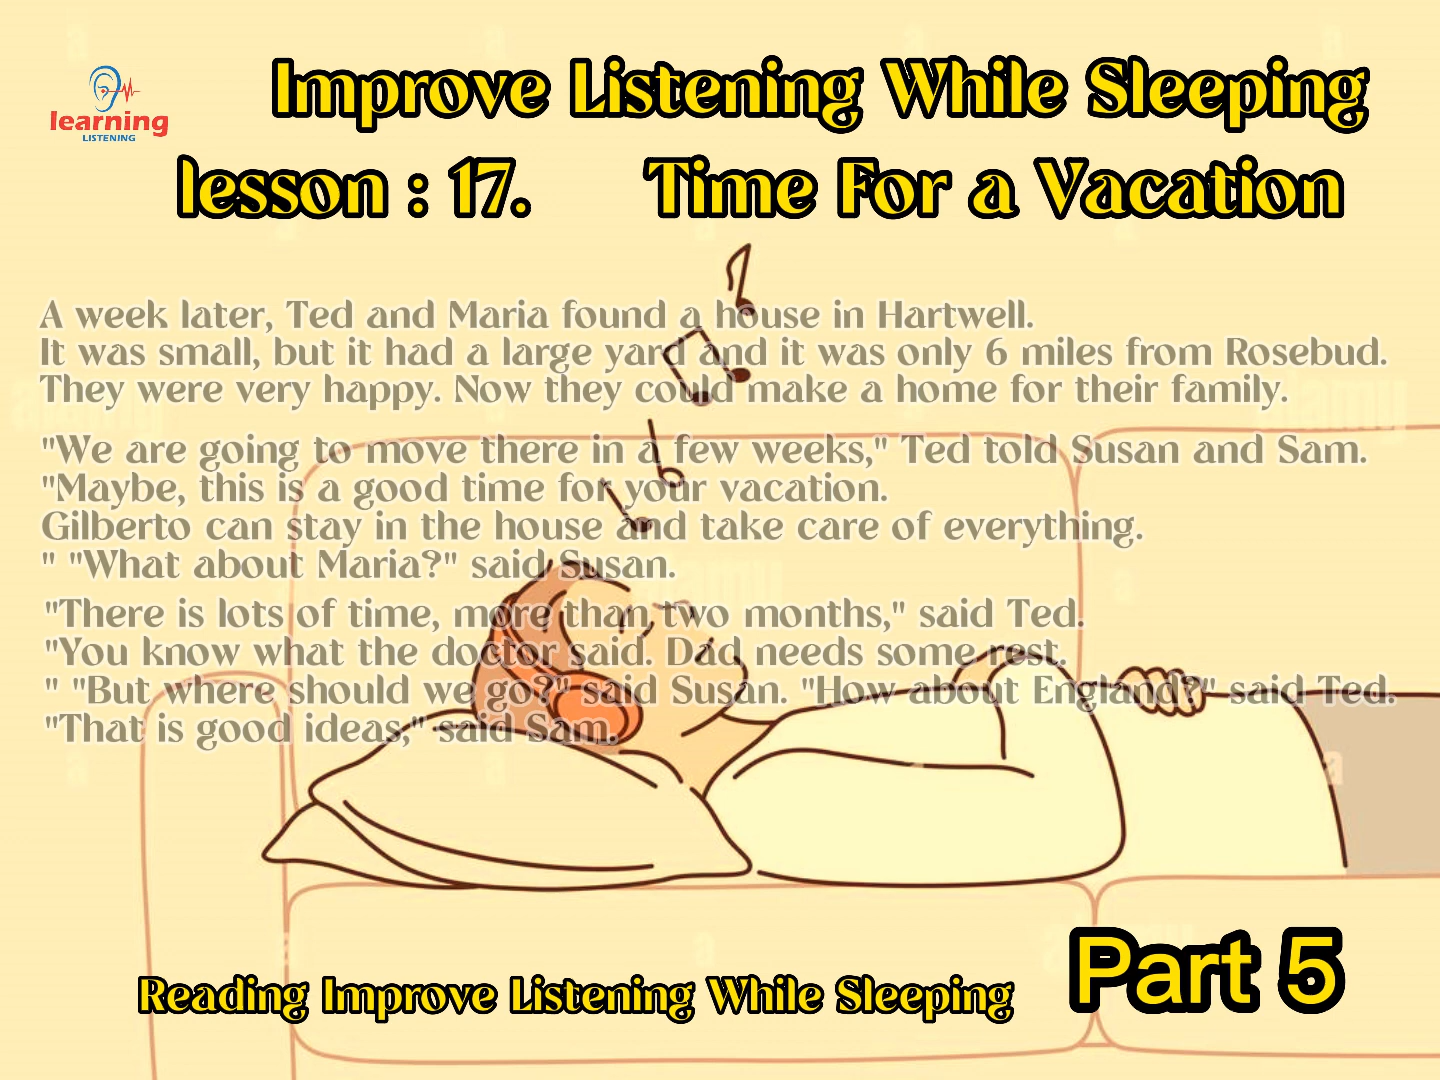 learning
LISTENING
Improve Listening While Sleeping
lesson : 17. Time For a Vacation
A week later, Ted and Maria found a house in Hartwell.
It was small, but it had a large yard and it was only 6 miles from Rosebud.
They were very happy. Now they could make a home for their family.
"We are going to move there in a few weeks," Ted told Susan and Sam.
"Maybe, this is a good time for your vacation.
Gilberto can stay in the house and take care of everything.
" "What about Maria?" said Susan.
"There is lots of time, more than two months," said Ted.
"You know what the doctor said. Dad needs some rest.
" "But where should we go?" said Susan. "How about England?" said Ted.
"That is good ideas," said Sam.
Reading Improve Listening While Sleeping
Part 5